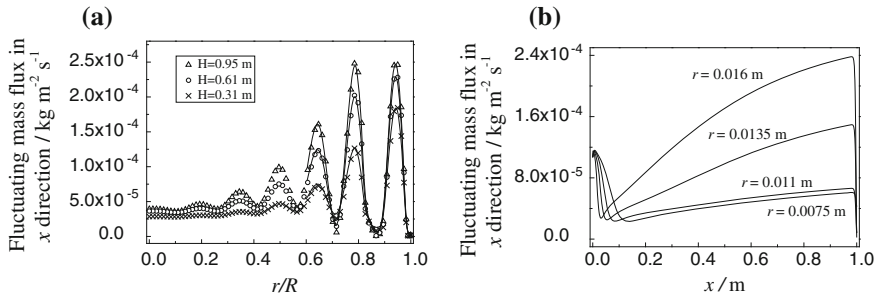 (a)
Fluctuating mass flux in
x direction / kg m⁻² s⁻¹
2.5x10⁻⁴
2.0x10⁻⁴
1.5x10⁻⁴
1.0x10⁻⁴
5.0x10⁻⁵
0.0
H=0.95 m
H=0.61 m
H=0.31 m
0.0 0.2 0.4 0.6 0.8 1.0
r/R
(b)
Fluctuating mass flux in
x direction / kg m⁻² s⁻¹
2.4x10⁻⁴
1.6x10⁻⁴
8.0x10⁻⁵
0.0
r = 0.016 m
r = 0.0135 m
r = 0.011 m
r = 0.0075 m
0.0 0.2 0.4 0.6 0.8 1.0
x / m